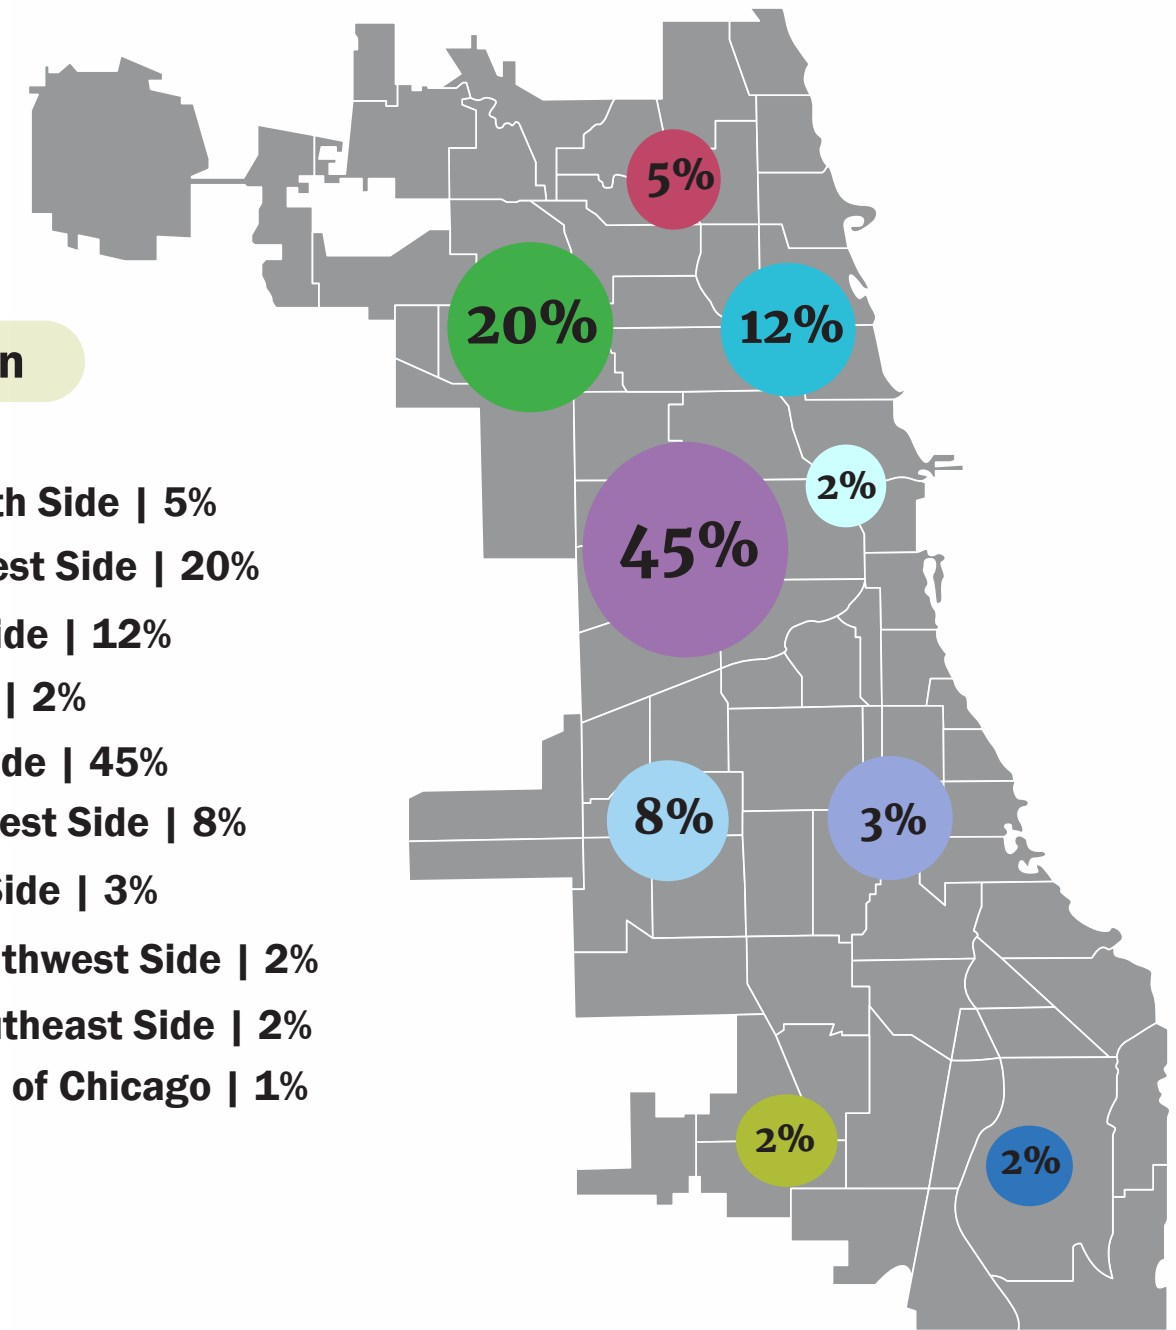 n
th Side | 5%
est Side | 20%
ide | 12%
| 2%
de | 45%
est Side | 8%
Side | 3%
thwest Side | 2%
theast Side | 2%
of Chicago | 1%
5%
20%
12%
2%
45%
8%
3%
2%
2%